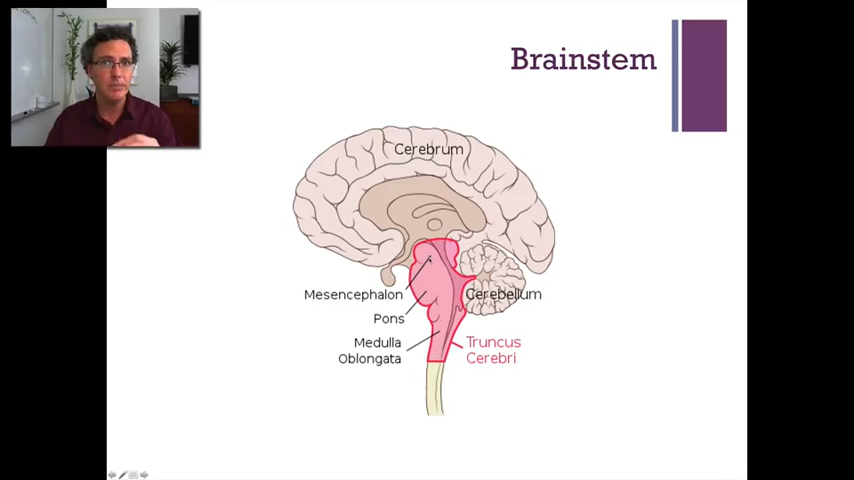 Brainstem
Cerebrum
Mesencephalon
Cerebellum
Pons
Medulla
Oblongata
Truncus
Cerebri